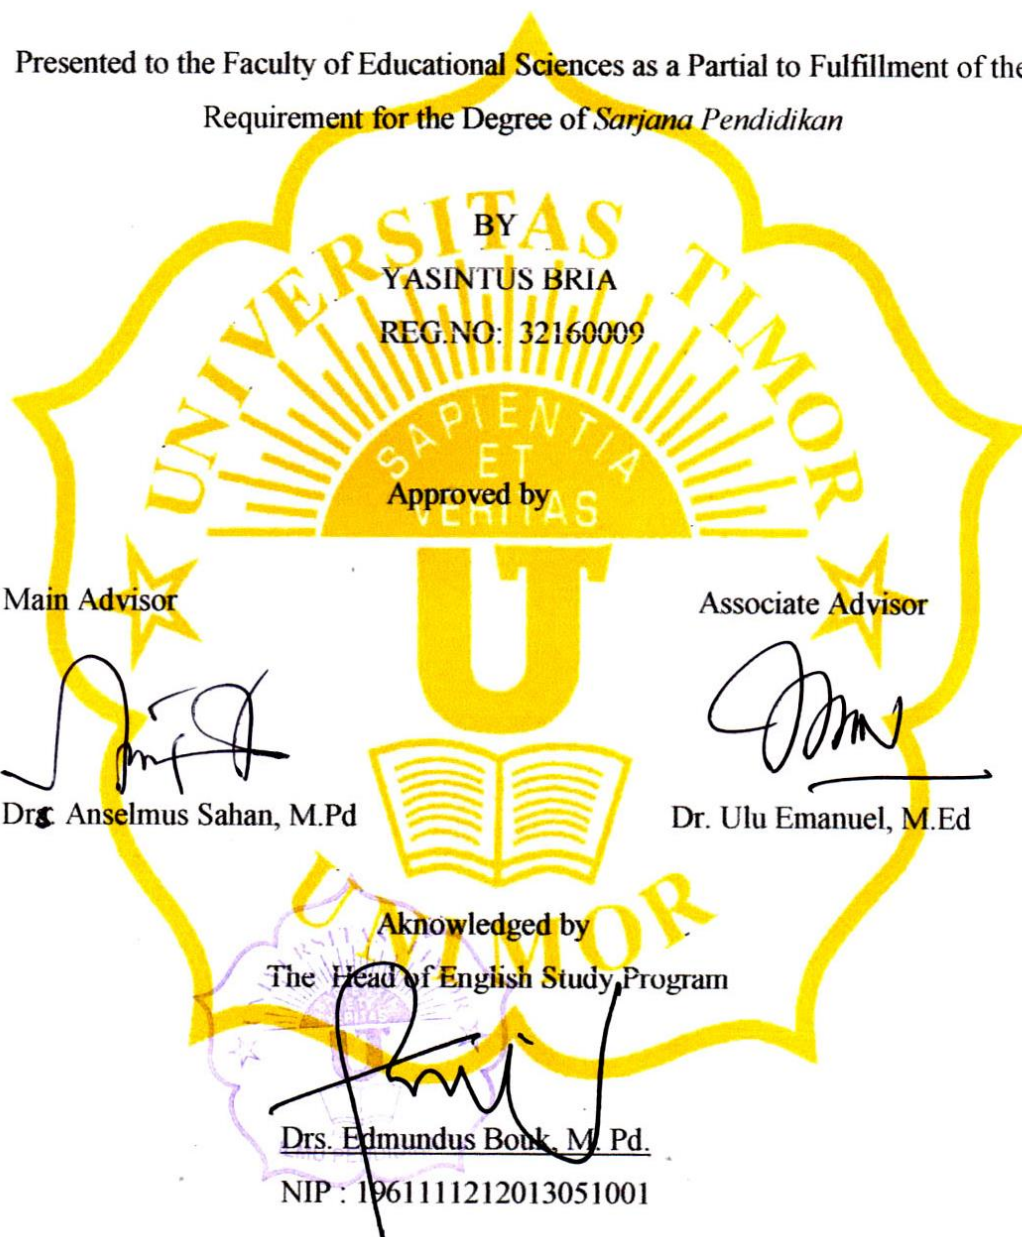 Presented to the Faculty of Educational Sciences as a Partial to Fulfillment of the
Requirement for the Degree of Sarjana Pendidikan
UNIVERSITAS TIMOR
BY
YASINTUS BRIA
REG.NO: 32160009
SAPIENTIA
ET
VERITAS
Approved by
Main Advisor
Associate Advisor
UT
Drs. Anselmus Sahan, M.Pd
Dr. Ulu Emanuel, M.Ed
UNIMOR
Aknowledged by
The Head of English Study Program
Drs. Edmundus Bouk, M. Pd.
NIP : 1961111212013051001